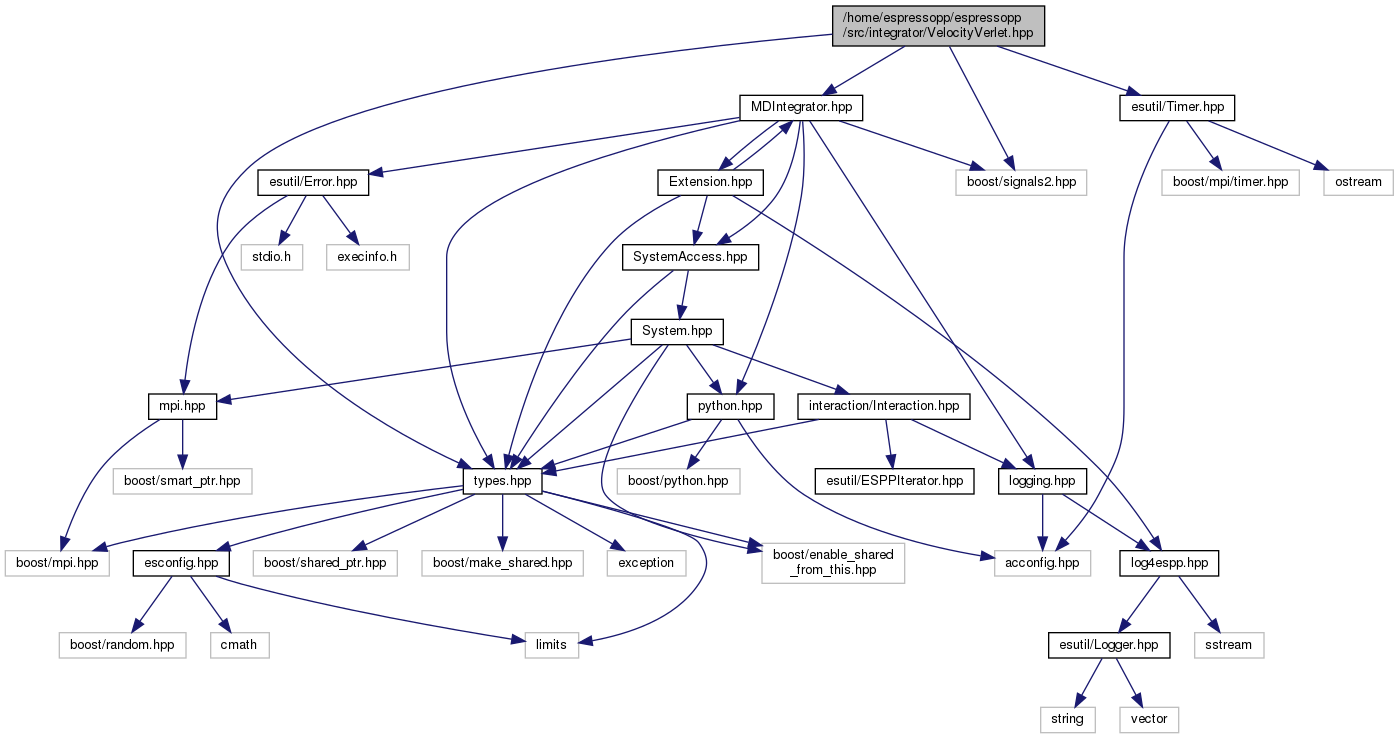 /home/espressopp/espressopp
/src/integrator/VelocityVerlet.hpp
MDIntegrator.hpp
esutil/Timer.hpp
esutil/Error.hpp
Extension.hpp
boost/signals2.hpp
boost/mpi/timer.hpp
ostream
stdio.h
execinfo.h
SystemAccess.hpp
System.hpp
mpi.hpp
python.hpp
interaction/Interaction.hpp
boost/smart_ptr.hpp
types.hpp
boost/python.hpp
esutil/ESPPIterator.hpp
logging.hpp
boost/mpi.hpp
esconfig.hpp
boost/shared_ptr.hpp
boost/make_shared.hpp
exception
boost/enable_shared
_from_this.hpp
acconfig.hpp
log4espp.hpp
boost/random.hpp
cmath
limits
esutil/Logger.hpp
sstream
string
vector